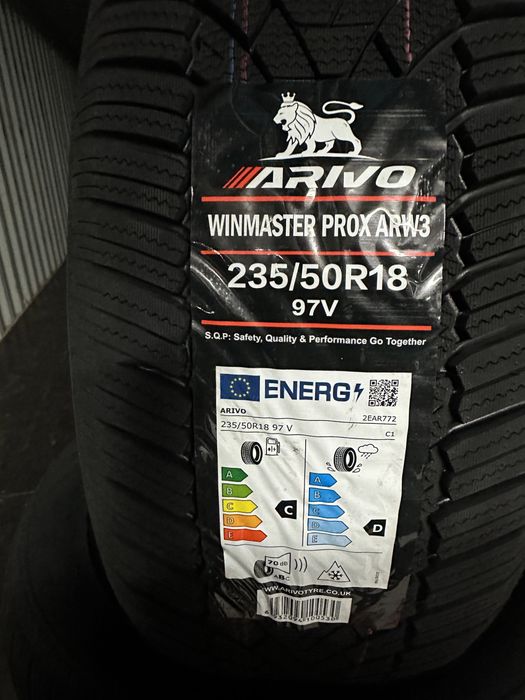 ARIVO
WINMASTER PROX ARW3
235/50R18
97V
S.Q.P: Safety, Quality & Performance Go Together
ENERG
ARIVO 2EAR772
235/50R18 97 V C1
A A
B B
C C C
D D D
E E
70 dB
ABC
WWW.ARIVOTYRE.CO.UK